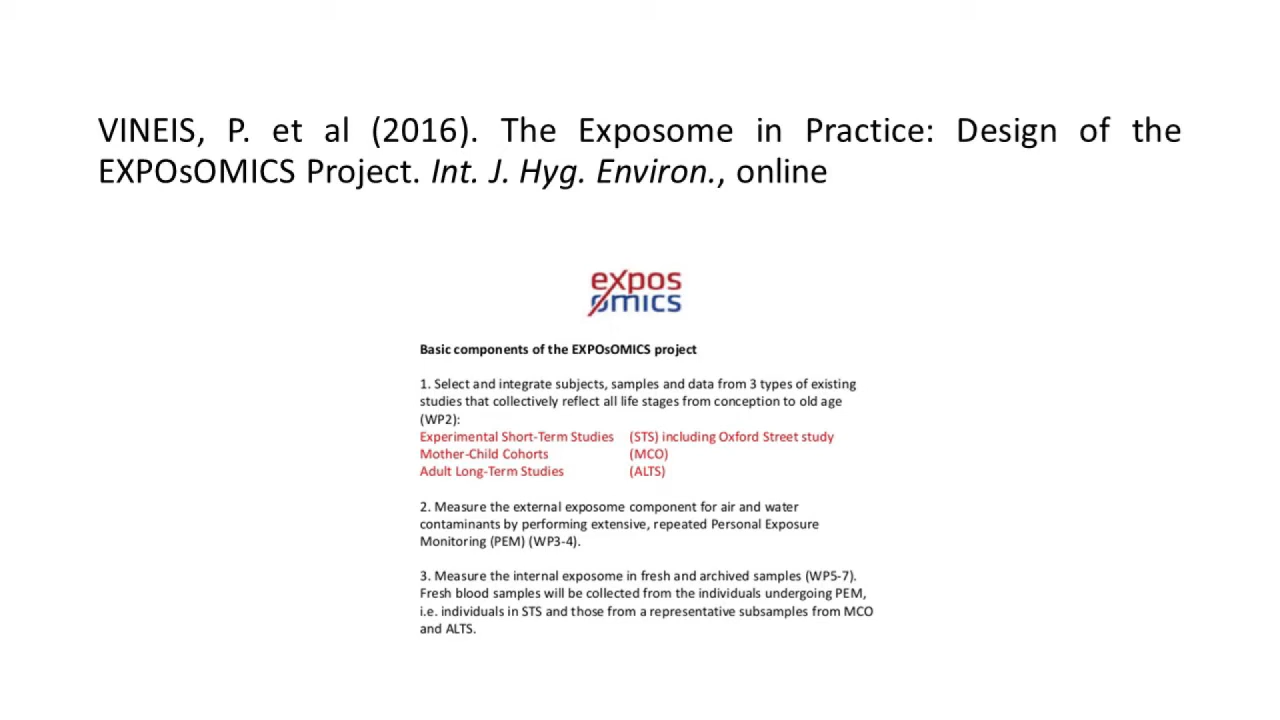 VINEIS, P. et al (2016). The Exposome in Practice: Design of the
EXPOsOMICS Project. Int. J. Hyg. Environ., online
expos
omics
Basic components of the EXPOsOMICS project
1. Select and integrate subjects, samples and data from 3 types of existing
studies that collectively reflect all life stages from conception to old age
(WP2):
Experimental Short-Term Studies (STS) including Oxford Street study
Mother-Child Cohorts (MCO)
Adult Long-Term Studies (ALTS)
2. Measure the external exposome component for air and water
contaminants by performing extensive, repeated Personal Exposure
Monitoring (PEM) (WP3-4).
3. Measure the internal exposome in fresh and archived samples (WP5-7).
Fresh blood samples will be collected from the individuals undergoing PEM,
i.e. individuals in STS and those from a representative subsamples from MCO
and ALTS.